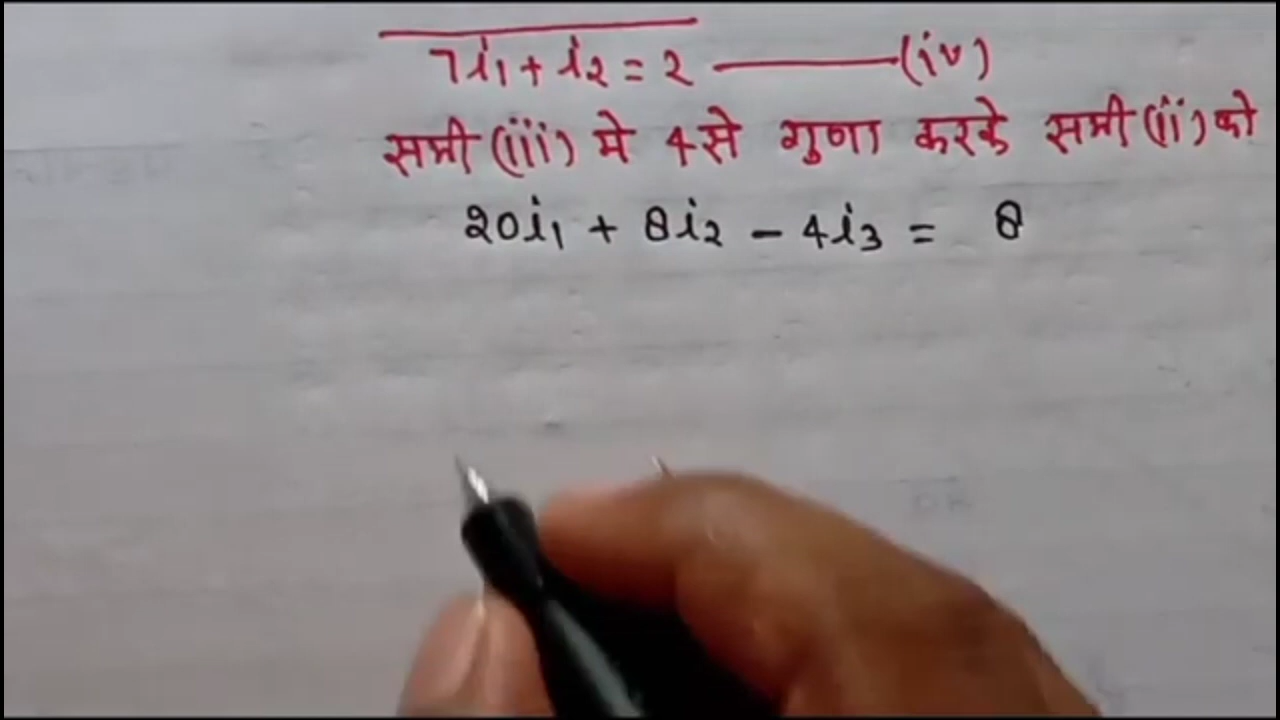 7i₁ + i₂ = 2 ———(iv)
समी (iii) मे 4 से गुणा करके समी (ii) को
20i₁ + 8i₂ - 4i₃ = 8